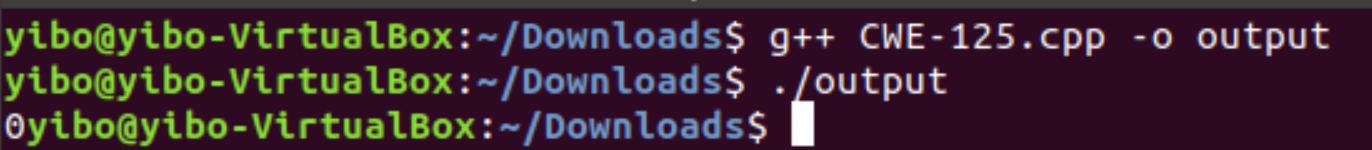 yibo@yibo-VirtualBox:~/Downloads$ g++ CWE-125.cpp -o output
yibo@yibo-VirtualBox:~/Downloads$ ./output
0yibo@yibo-VirtualBox:~/Downloads$